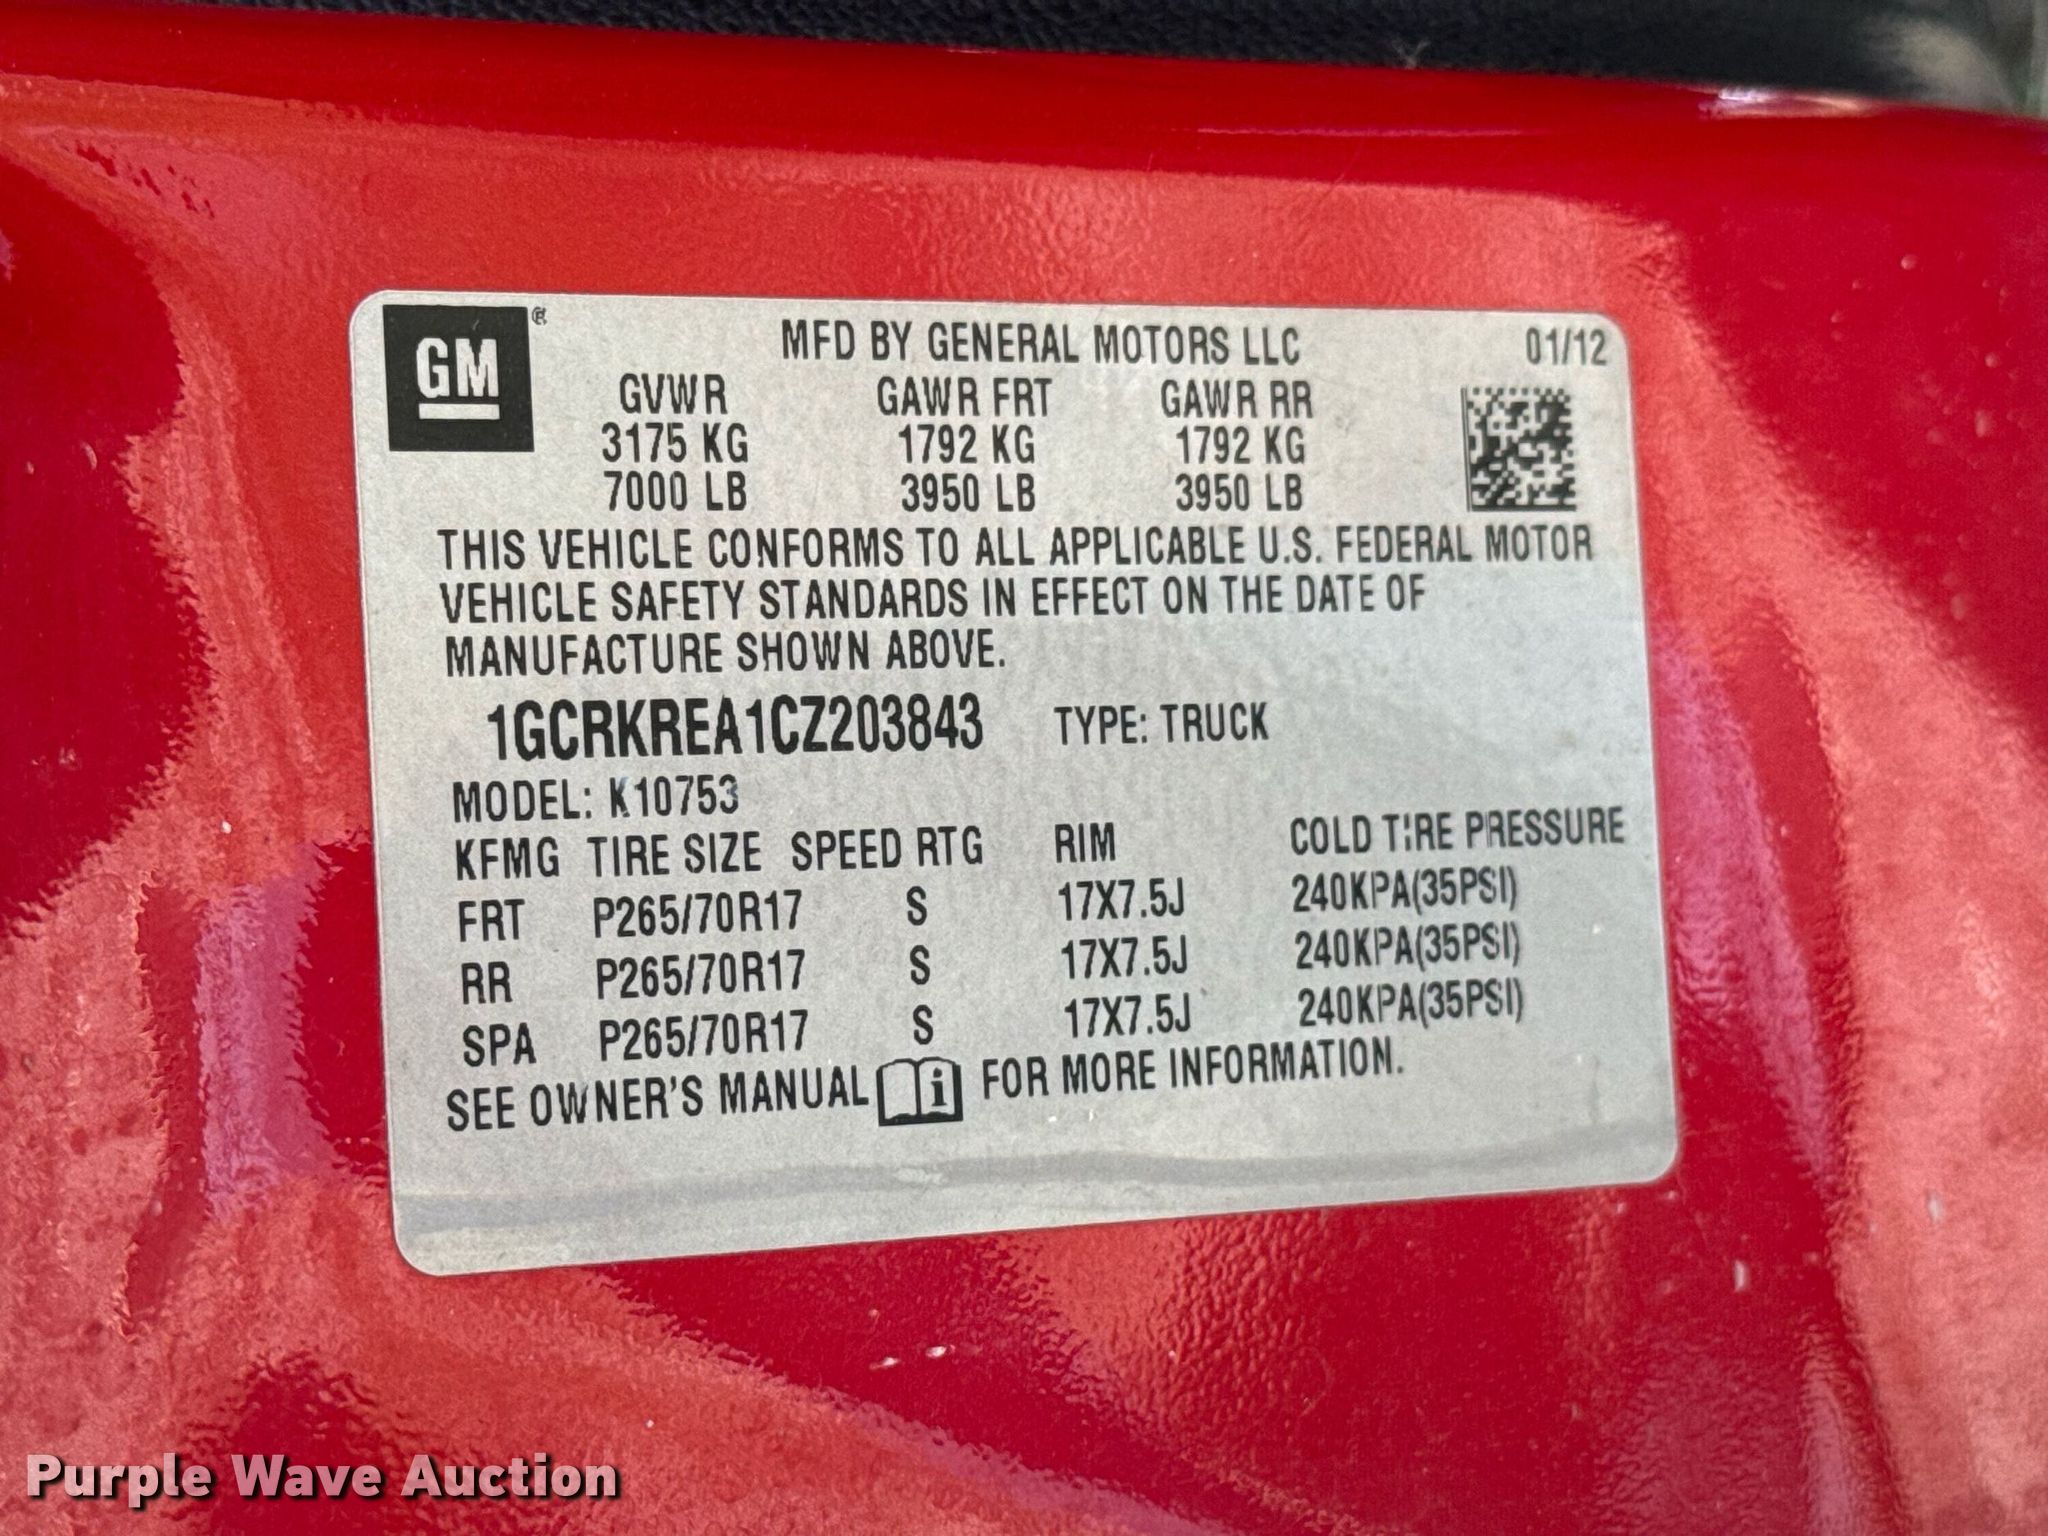 GM®
MFD BY GENERAL MOTORS LLC 01/12
GVWR GAWR FRT GAWR RR
3175 KG 1792 KG 1792 KG
7000 LB 3950 LB 3950 LB
THIS VEHICLE CONFORMS TO ALL APPLICABLE U.S. FEDERAL MOTOR
VEHICLE SAFETY STANDARDS IN EFFECT ON THE DATE OF
MANUFACTURE SHOWN ABOVE.
1GCRKREA1CZ203843 TYPE: TRUCK
MODEL: K10753
KFMG TIRE SIZE SPEED RTG RIM COLD TIRE PRESSURE
FRT P265/70R17 S 17X7.5J 240KPA(35PSI)
RR P265/70R17 S 17X7.5J 240KPA(35PSI)
SPA P265/70R17 S 17X7.5J 240KPA(35PSI)
SEE OWNER'S MANUAL i FOR MORE INFORMATION.
Purple Wave Auction